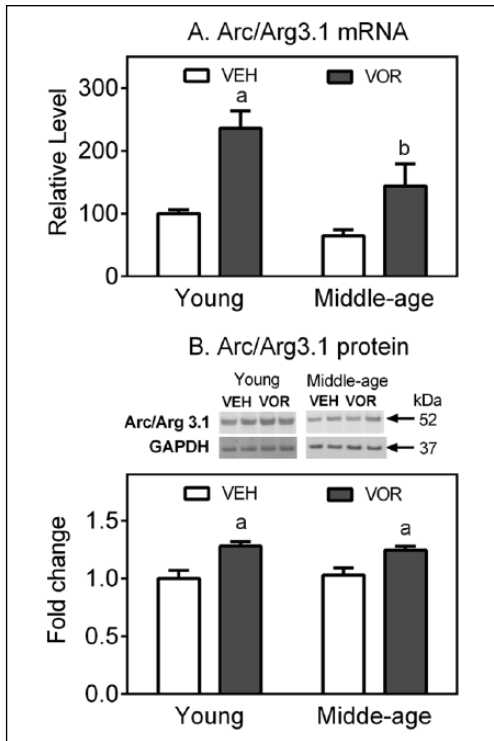 A. Arc/Arg3.1 mRNA
VEH VOR
Relative Level
300
200
100
0
a
b
Young Middle-age
B. Arc/Arg3.1 protein
Young Middle-age kDa
VEH VOR VEH VOR
Arc/Arg 3.1 52
GAPDH 37
VEH VOR
Fold change
1.5
1.0
0.5
0.0
a a
Young Midde-age